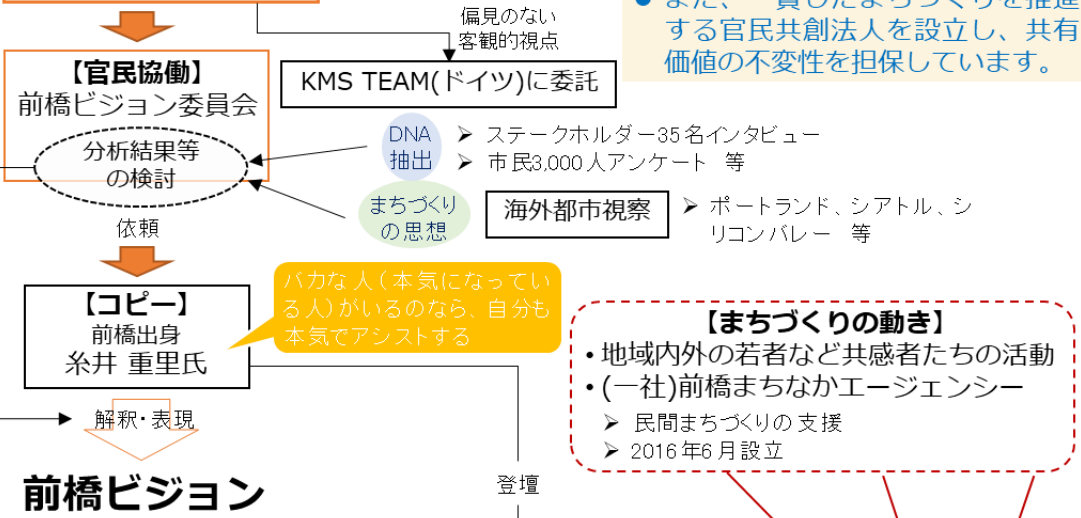 偏見のない
客観的視点
する官民共創法人を設立し、共有
価値の不変性を担保しています。
【官民協働】
前橋ビジョン委員会
KMS TEAM(ドイツ)に委託
分析結果等
の検討
DNA
抽出
➢ ステークホルダー35名インタビュー
➢ 市民3,000人アンケート 等
まちづくり
の思想
海外都市視察
➢ ポートランド、シアトル、シ
リコンバレー 等
依頼
【コピー】
前橋出身
糸井 重里氏
バカな人(本気になってい
る人)がいるのなら、自分も
本気でアシストする
【まちづくりの動き】
・地域内外の若者など共感者たちの活動
・(一社)前橋まちなかエージェンシー
➢ 民間まちづくりの支援
➢ 2016年6月設立
解釈・表現
前橋ビジョン
登壇